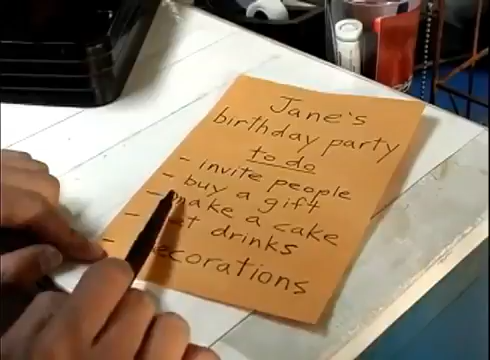 Jane's
birthday party
to do
- invite people
- buy a gift
- make a cake
- drinks
- decorations